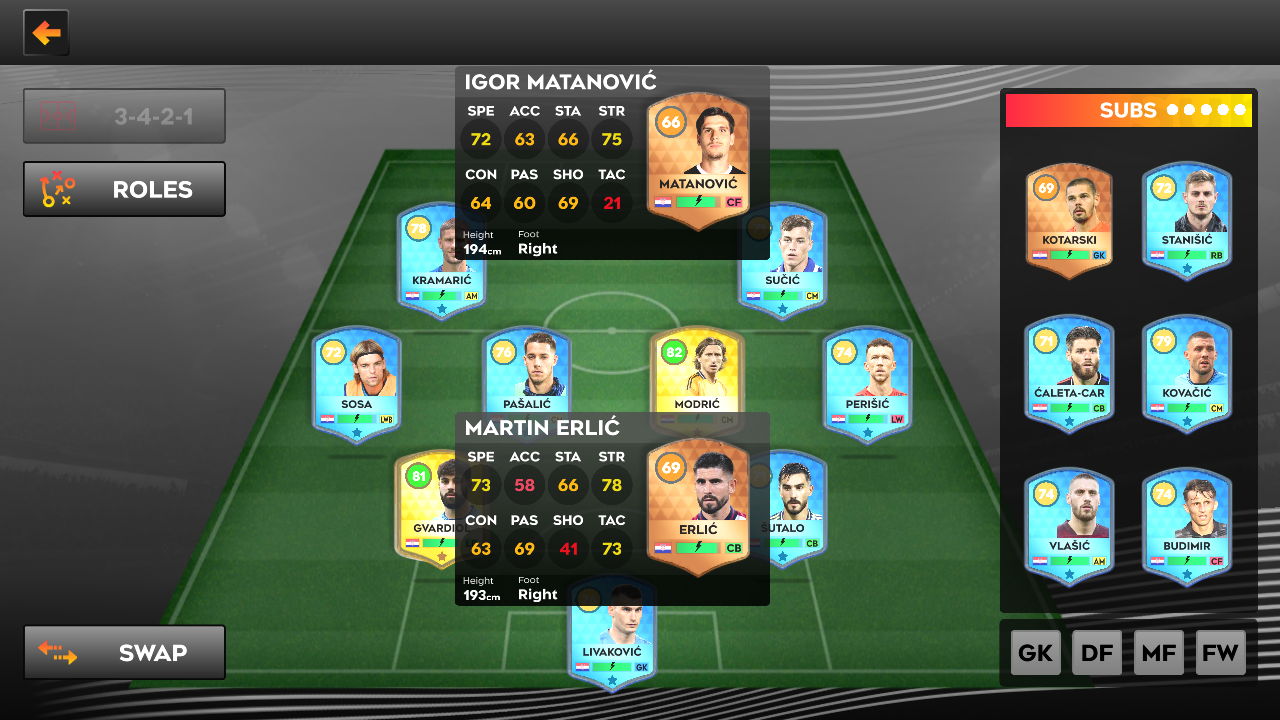 IGOR MATANOVIĆ
SPE ACC STA STR
72 63 66 75
CON PAS SHO TAC
64 60 69 21
Height Foot
194cm Right
66
MATANOVIĆ
CF
3-4-2-1
ROLES
SUBS
78
KRAMARIĆ
AM
SUČIĆ
CM
69
KOTARSKI
GK
72
STANIŠIĆ
RB
72
SOSA
LWB
76
PAŠALIĆ
82
MODRIĆ
CM
74
PERIŠIĆ
LW
71
ĆALETA-CAR
CB
79
KOVAČIĆ
CM
MARTIN ERLIĆ
SPE ACC STA STR
73 58 66 78
CON PAS SHO TAC
63 69 41 73
Height Foot
193cm Right
69
ERLIĆ
CB
81
GVARDIOL
ŠUTALO
CB
74
VLAŠIĆ
AM
74
BUDIMIR
CF
LIVAKOVIĆ
GK
SWAP
GK DF MF FW